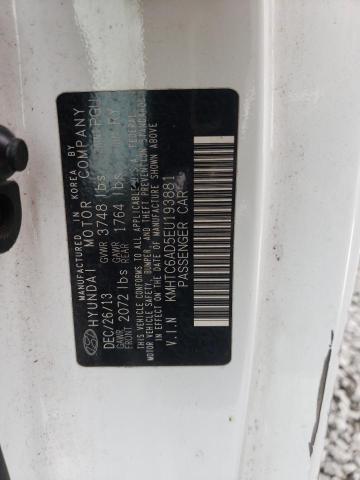 MANUFACTURED IN KOREA BY
HYUNDAI MOTOR COMPANY
DEC/26/13 GVWR 3748 lbs PGU
GAWR 2072 lbs GAWR 1764 lbs
FRONT REAR
THIS VEHICLE CONFORMS TO ALL APPLICABLE U.S.A. FEDERAL
MOTOR VEHICLE SAFETY, BUMPER, AND THEFT PREVENTION STANDARDS
IN EFFECT ON THE DATE OF MANUFACTURE SHOWN ABOVE
V.I.N KMHTC6AD5EU193881
PASSENGER CAR